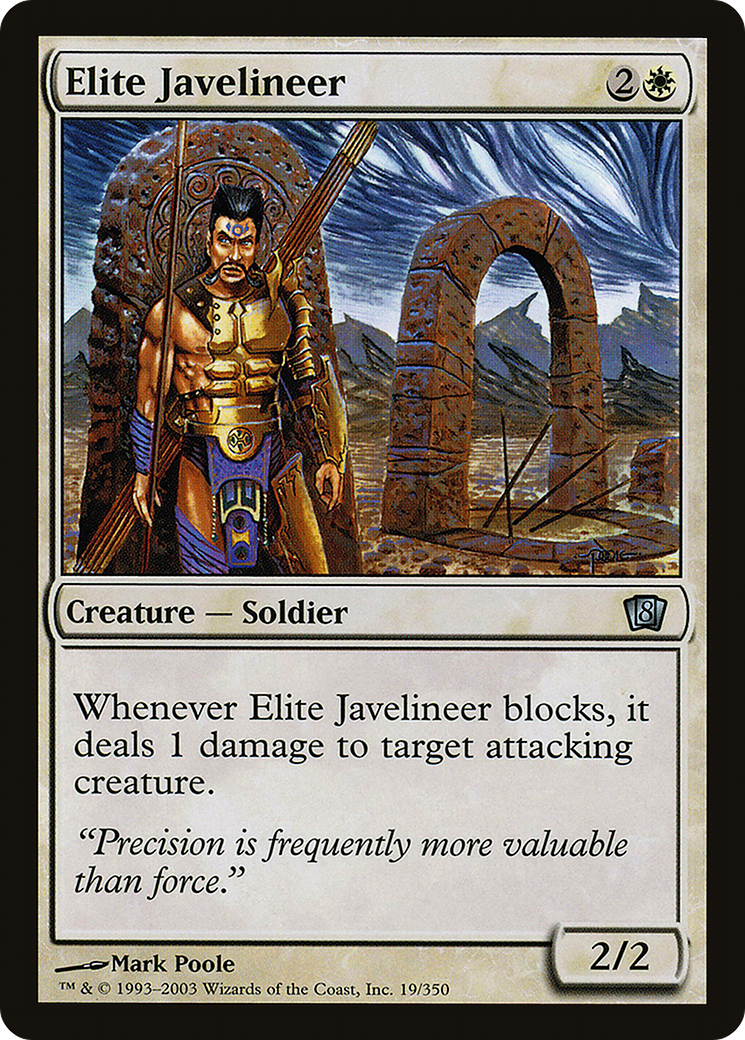 Elite Javelineer 2
Creature — Soldier 8
Whenever Elite Javelineer blocks, it
deals 1 damage to target attacking
creature.
“Precision is frequently more valuable
than force.”
2/2
Mark Poole
™ & © 1993–2003 Wizards of the Coast, Inc. 19/350